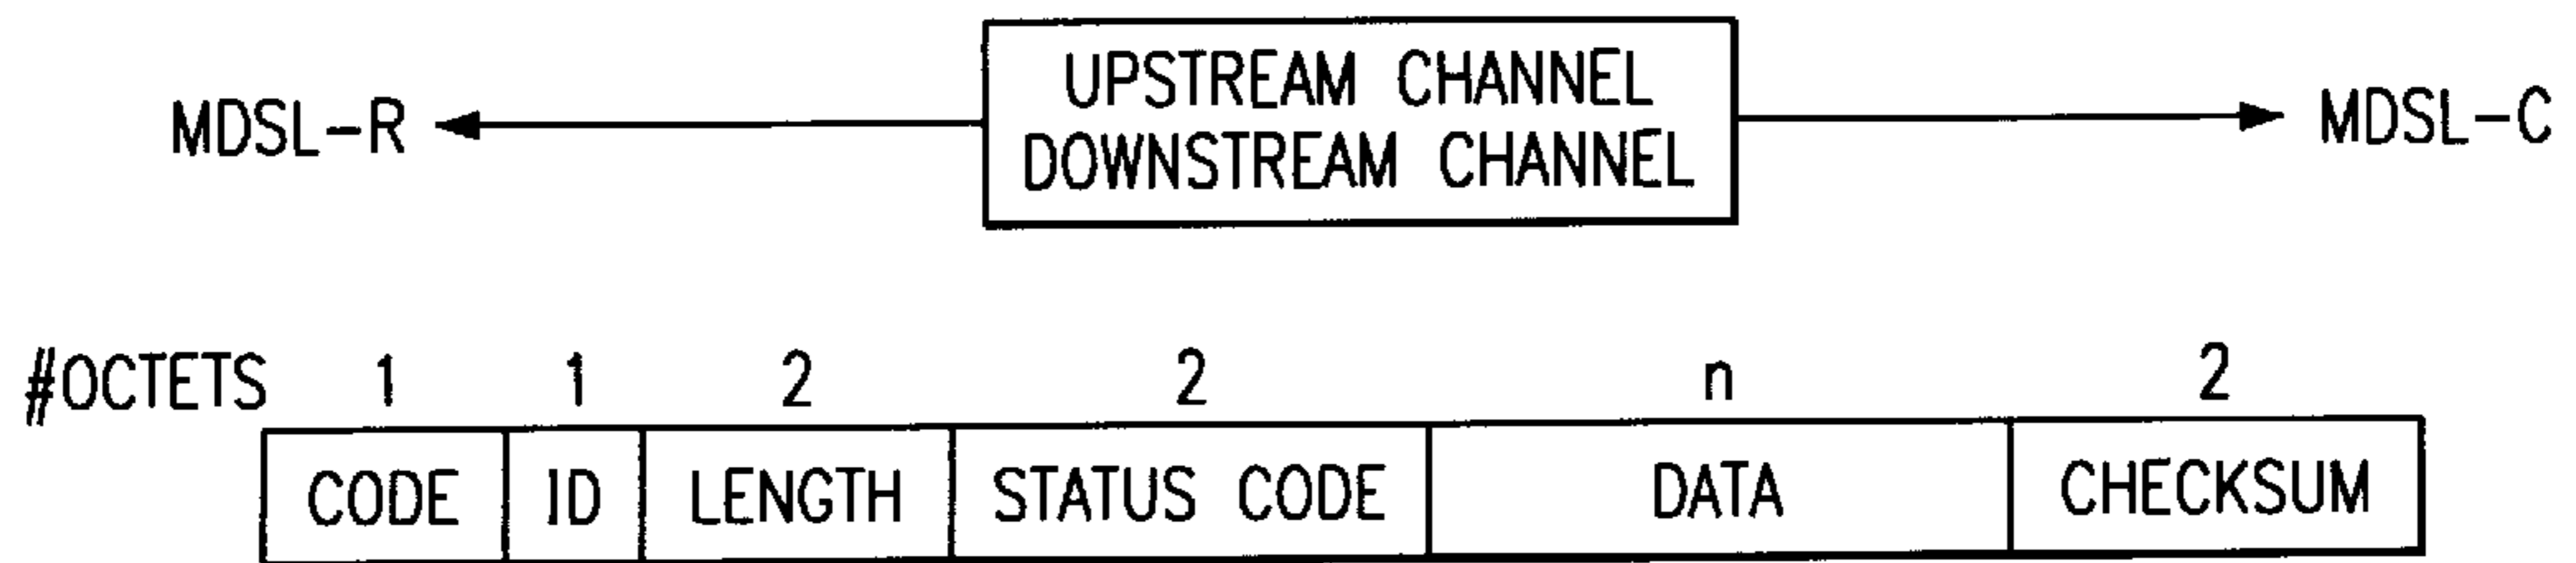 UPSTREAM CHANNEL
MDSL-R DOWNSTREAM CHANNEL MDSL-C
#OCTETS 1 1 2 2 n 2
CODE ID LENGTH STATUS CODE DATA CHECKSUM